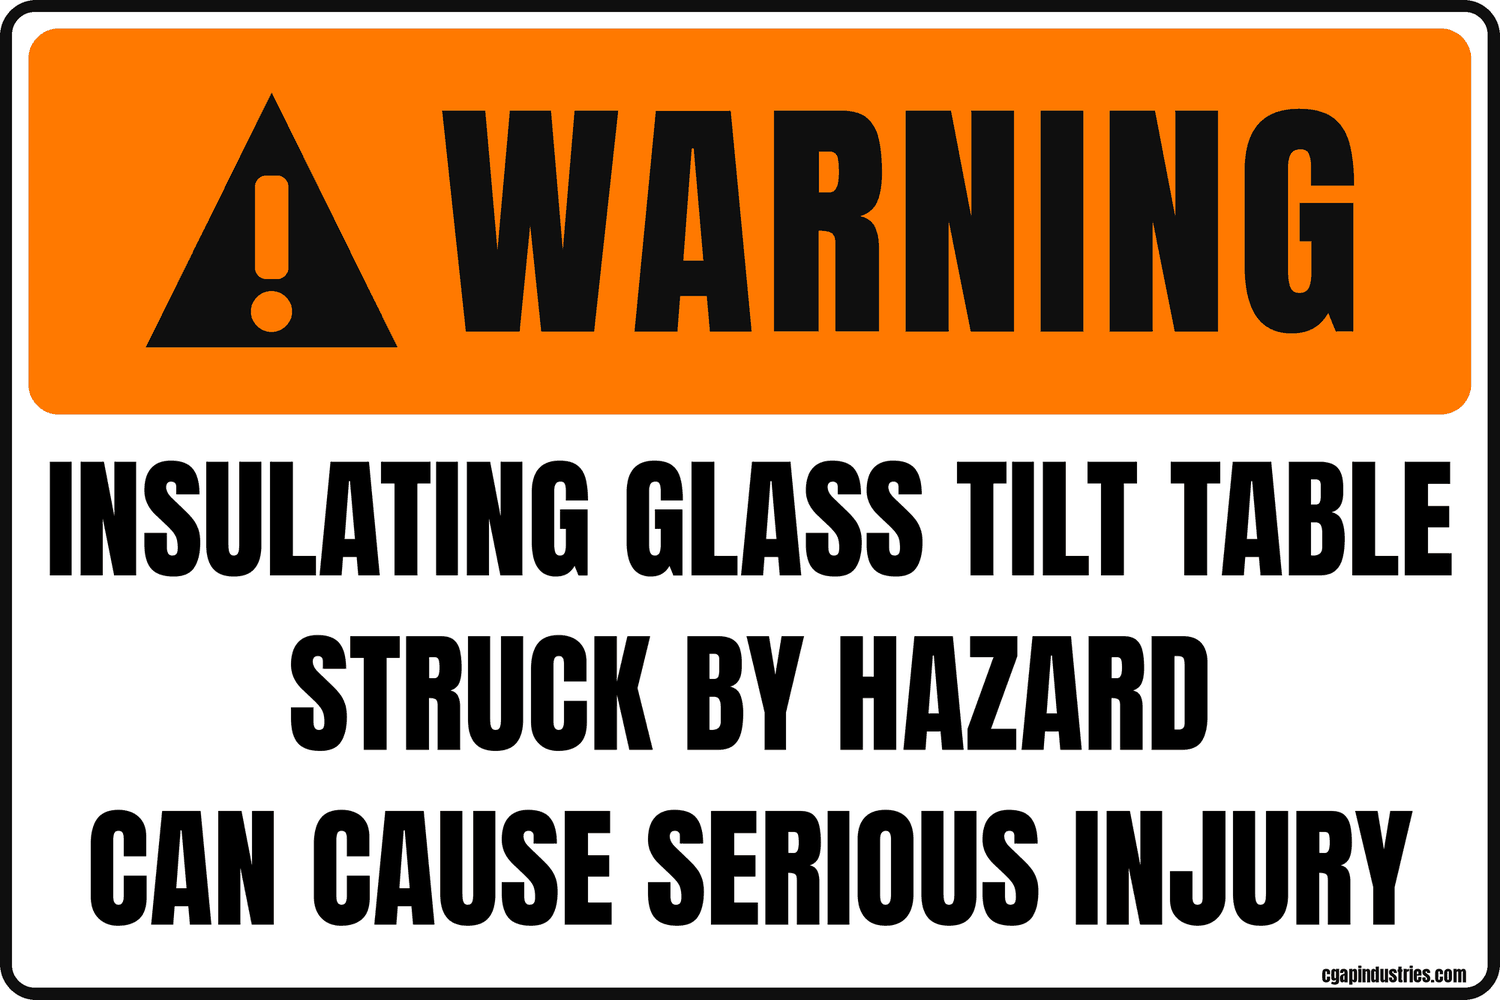 WARNING
INSULATING GLASS TILT TABLE
STRUCK BY HAZARD
CAN CAUSE SERIOUS INJURY
cgapindustries.com